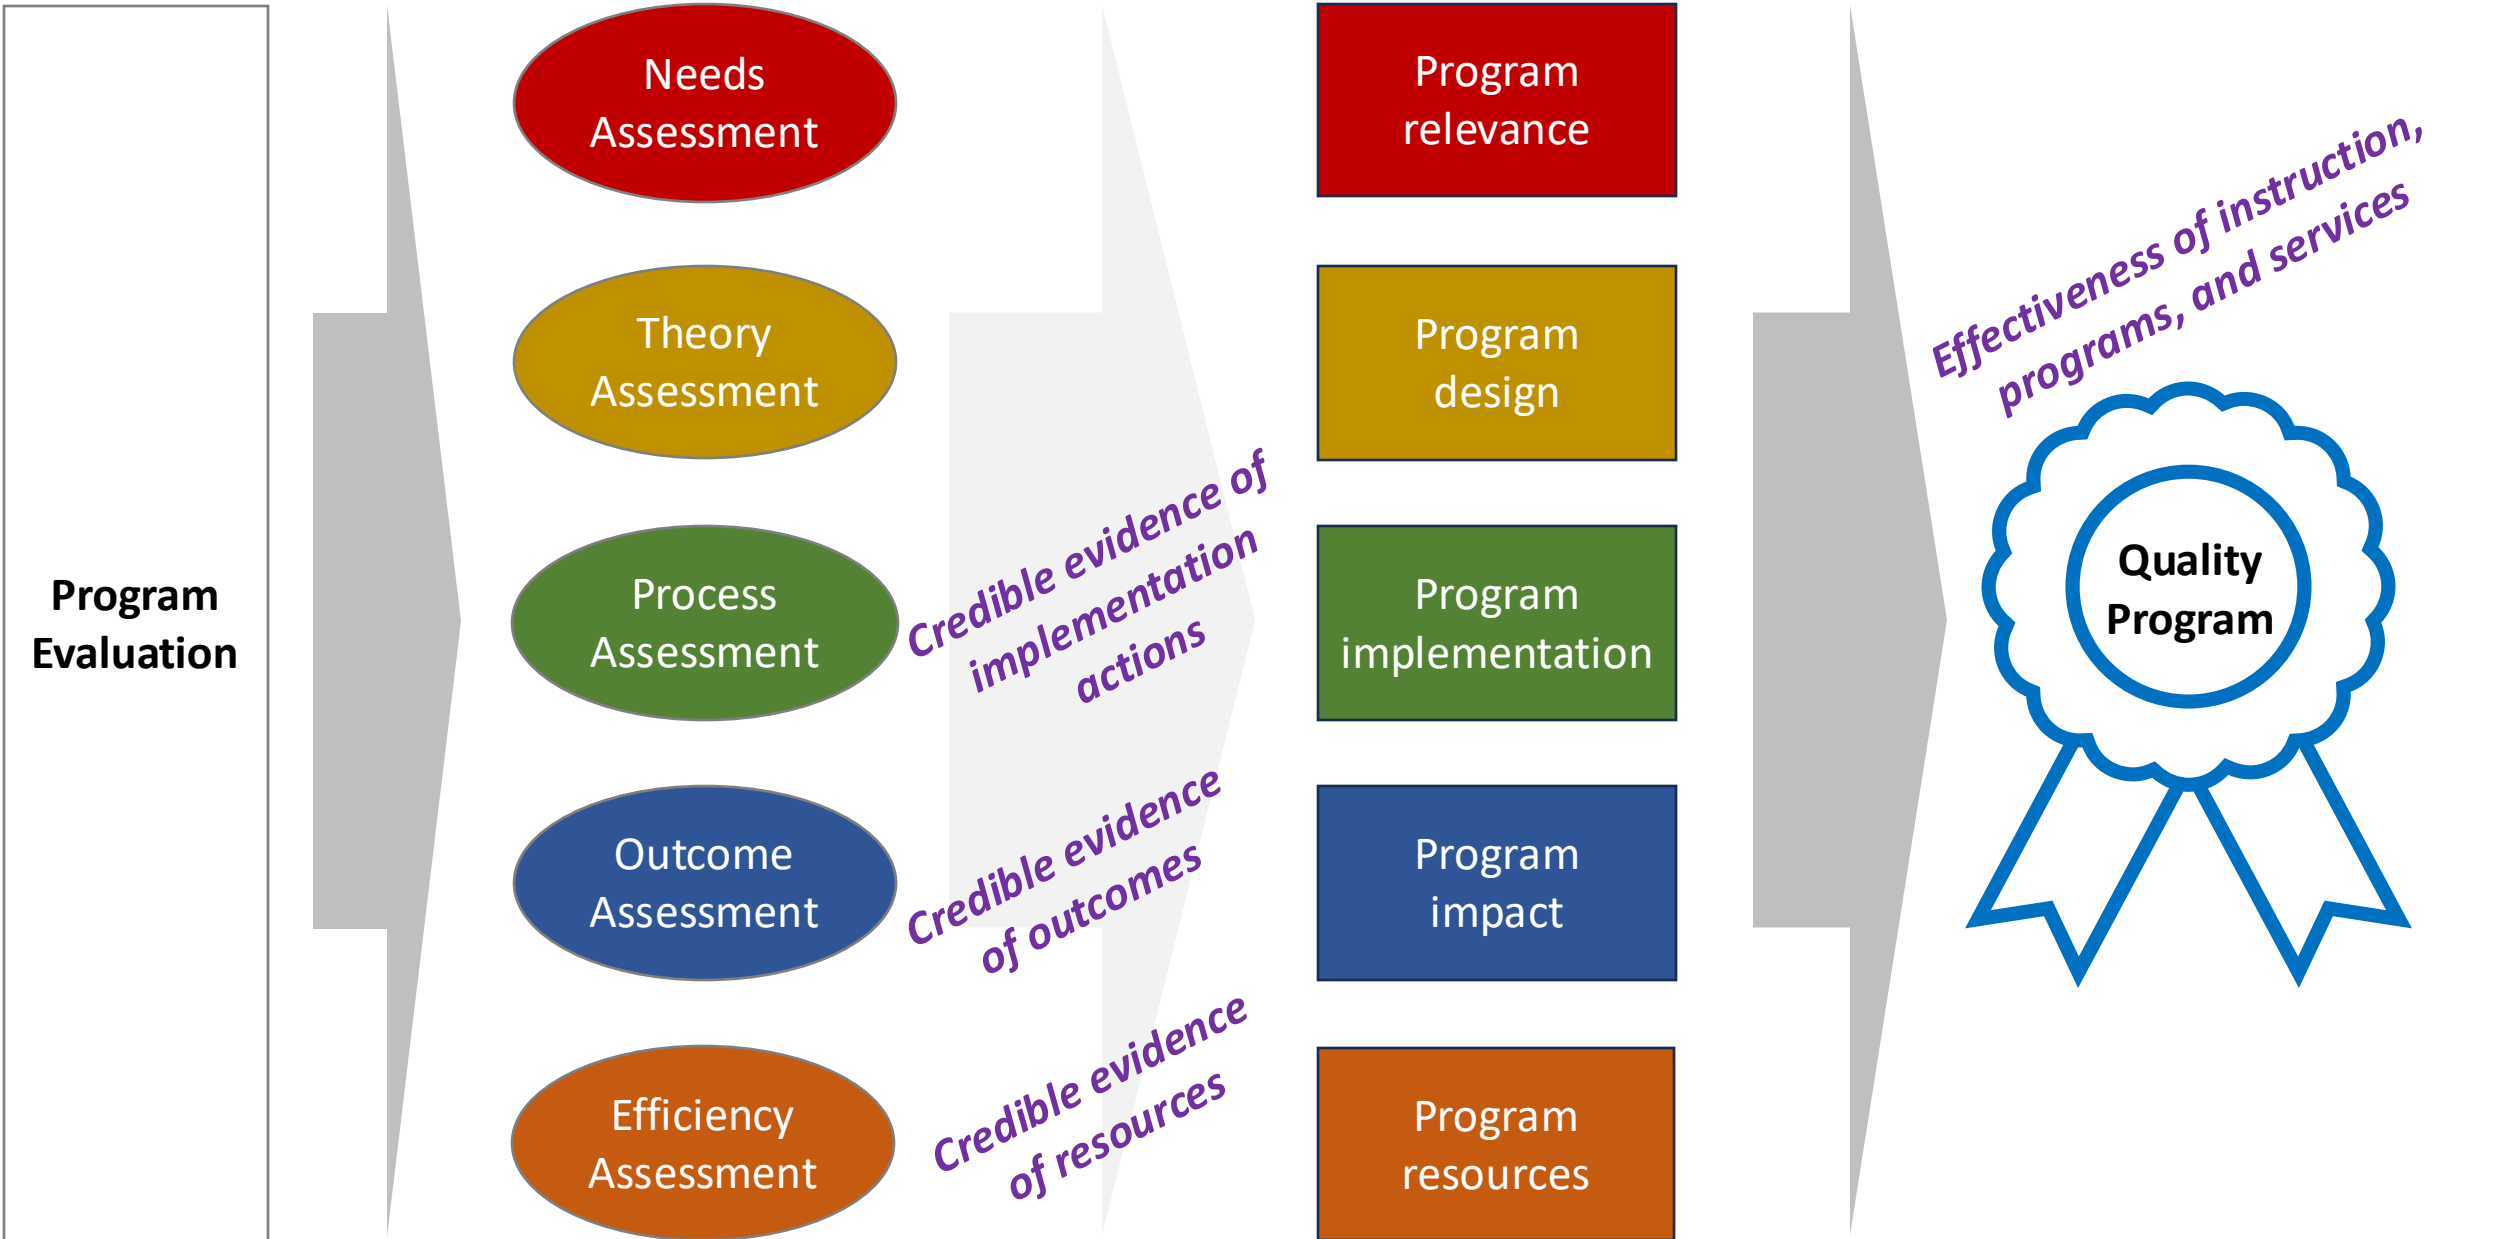 Program
Evaluation
Needs
Assessment
Theory
Assessment
Process
Assessment
Outcome
Assessment
Efficiency
Assessment
Credible evidence of
implementation
actions
Credible evidence
of outcomes
Credible evidence
of resources
Program
relevance
Program
design
Program
implementation
Program
impact
Program
resources
Effectiveness of instruction,
programs, and services
Quality
Program